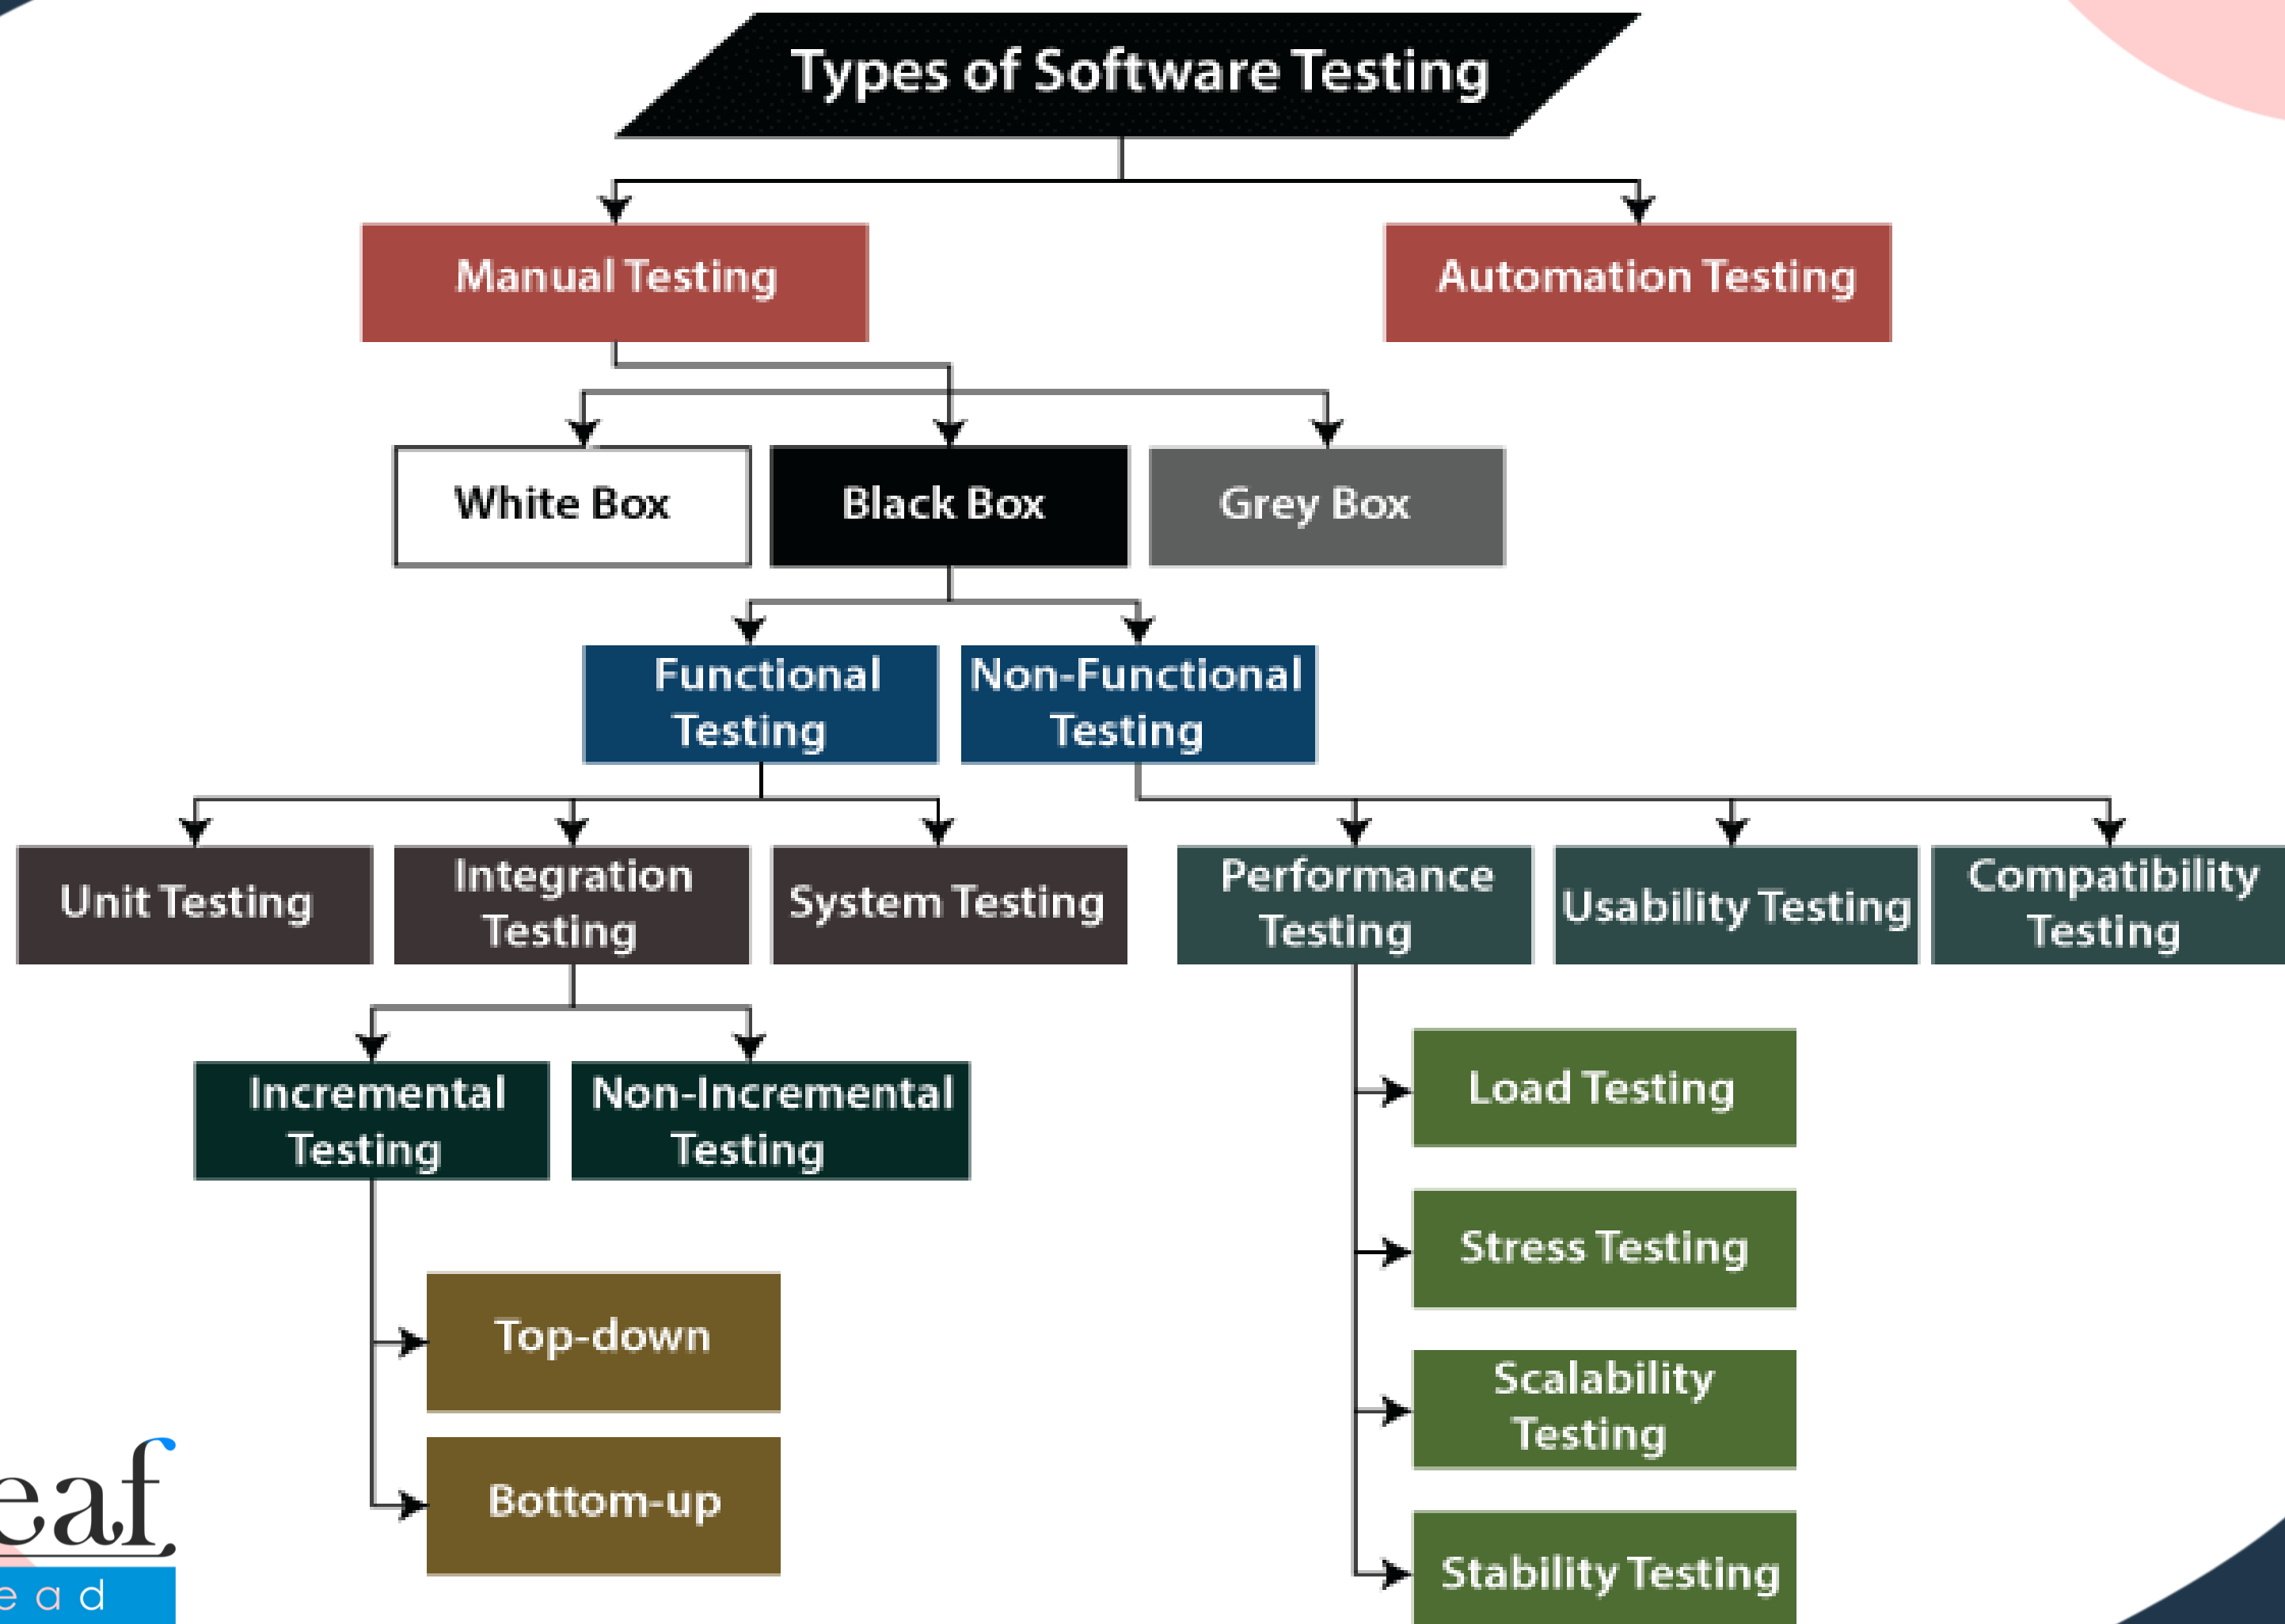 Types of Software Testing
Manual Testing
Automation Testing
White Box
Black Box
Grey Box
Functional
Testing
Non-Functional
Testing
Unit Testing
Integration
Testing
System Testing
Performance
Testing
Usability Testing
Compatibility
Testing
Incremental
Testing
Non-Incremental
Testing
Load Testing
Stress Testing
Scalability
Testing
Stability Testing
Top-down
Bottom-up
eaf
ead